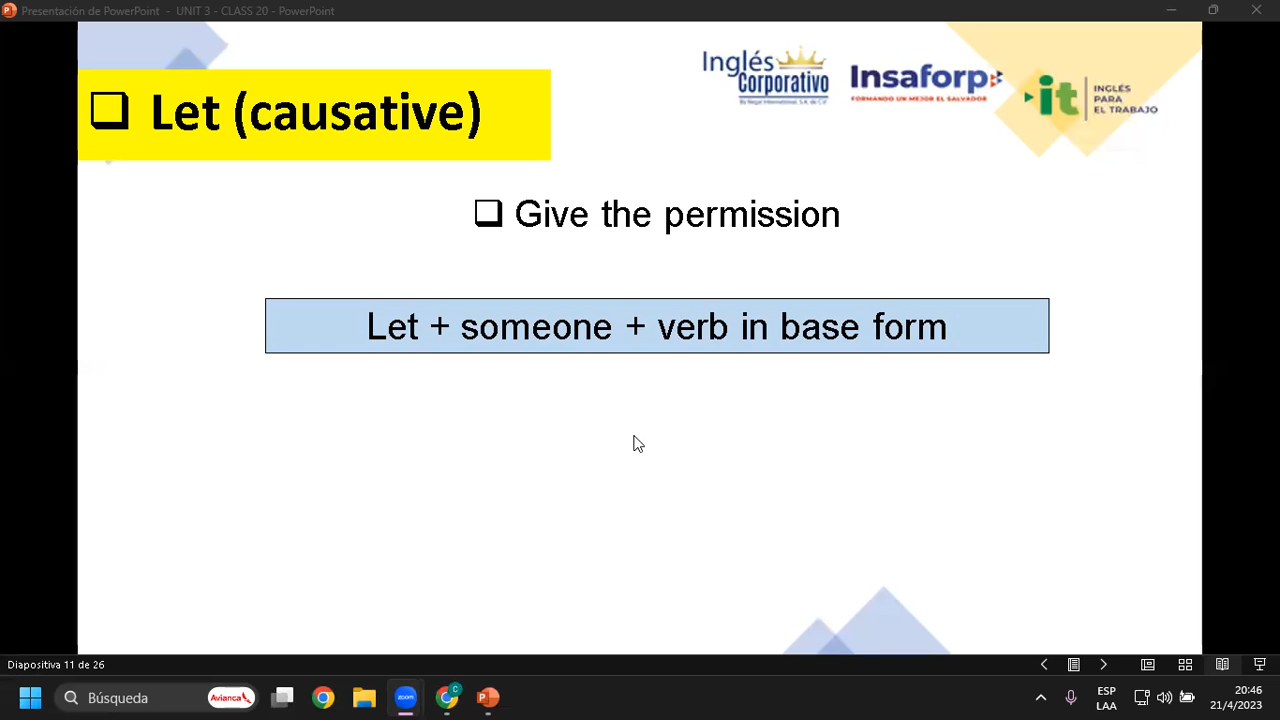 Presentación de PowerPoint - UNIT 3 - CLASS 20 - PowerPoint
Let (causative)
Inglés
Corporativo
By Regal International, S.A. de C.V.
Insaforp
FORMANDO UN MEJOR EL SALVADOR
it
INGLÉS
PARA
EL TRABAJO
Give the permission
Let + someone + verb in base form
Diapositiva 11 de 26
Búsqueda
Avianca
zoom
C
P
ESP
LAA
20:46
21/4/2023